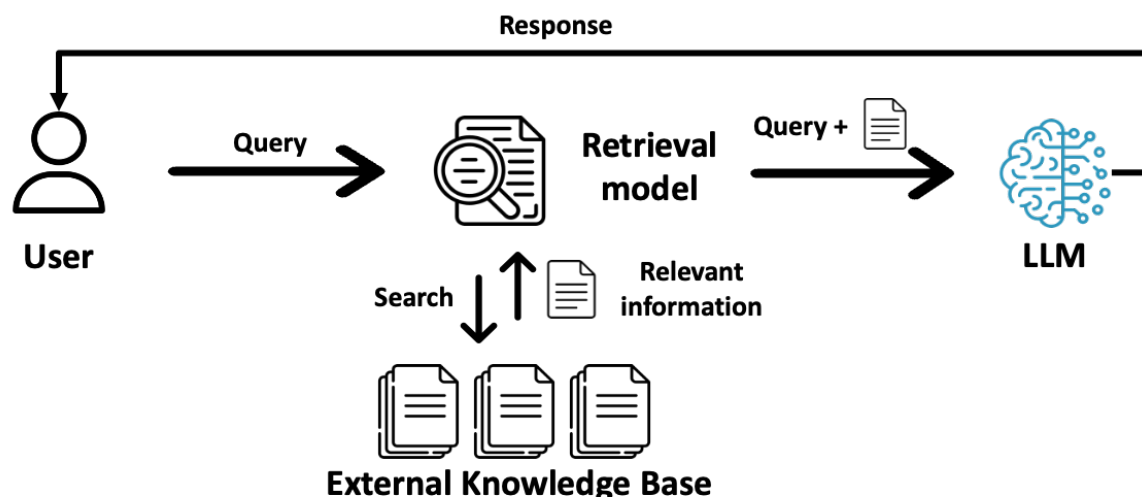 Response
Query
Retrieval
model
Query +
User
LLM
Search
Relevant
information
External Knowledge Base